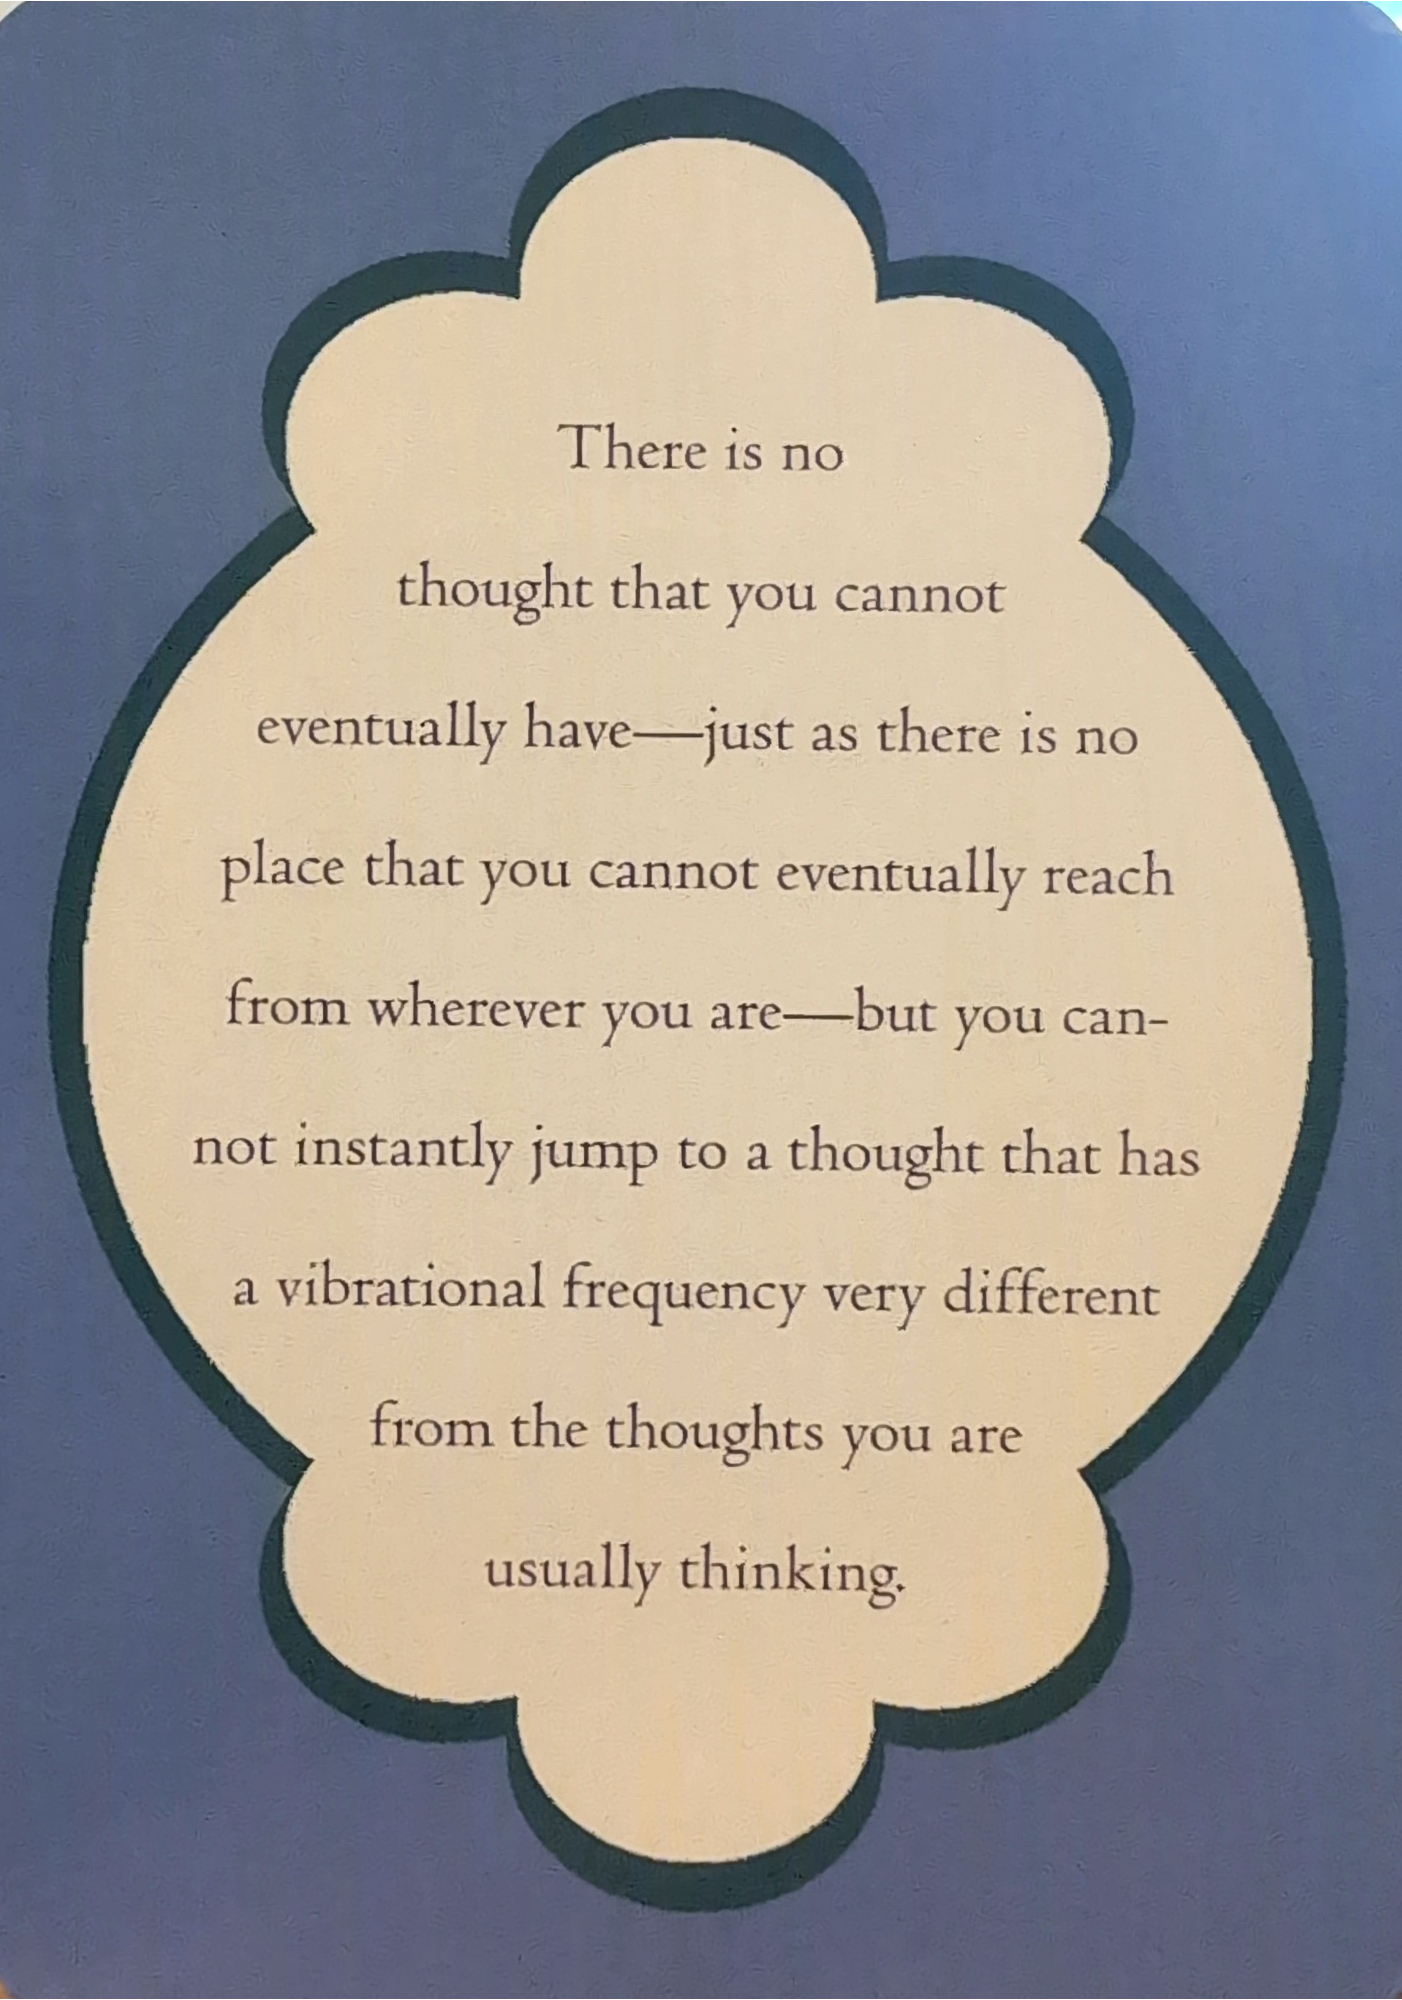 There is no
thought that you cannot
eventually have—just as there is no
place that you cannot eventually reach
from wherever you are—but you can-
not instantly jump to a thought that has
a vibrational frequency very different
from the thoughts you are
usually thinking.